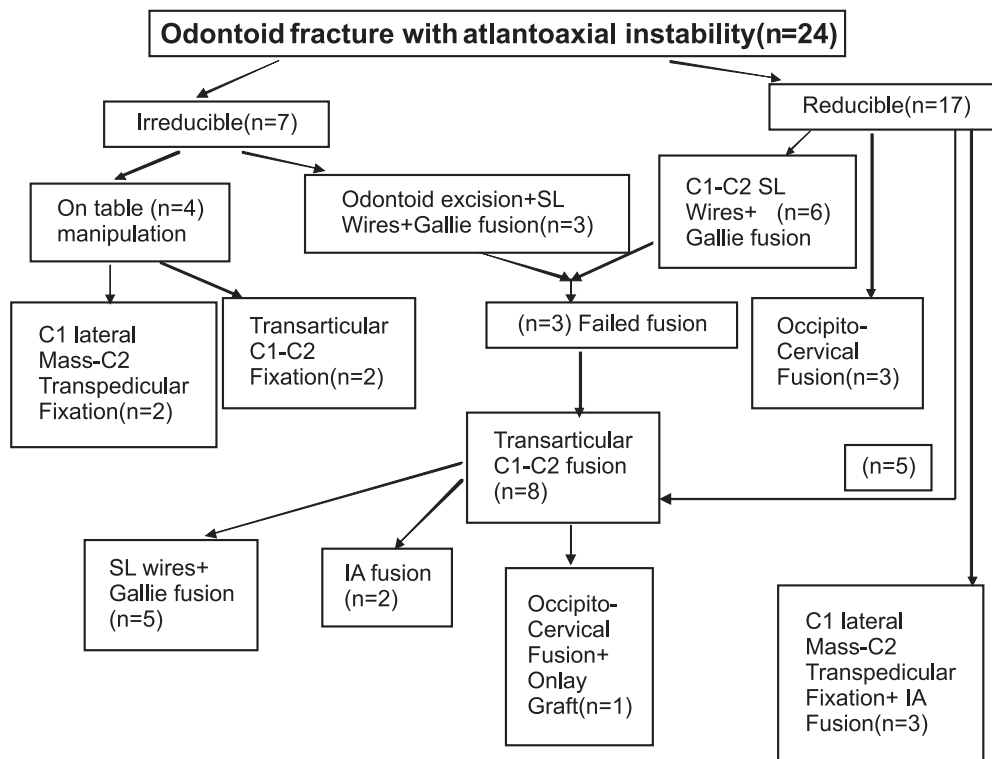 Odontoid fracture with atlantoaxial instability(n=24)
Irreducible(n=7)
Reducible(n=17)
On table (n=4)
manipulation
Odontoid excision+SL
Wires+Gallie fusion(n=3)
C1-C2 SL
Wires+ (n=6)
Gallie fusion
C1 lateral
Mass-C2
Transpedicular
Fixation(n=2)
Transarticular
C1-C2
Fixation(n=2)
(n=3) Failed fusion
Occipito-
Cervical
Fusion(n=3)
Transarticular
C1-C2 fusion
(n=8)
(n=5)
SL wires+
Gallie fusion
(n=5)
IA fusion
(n=2)
Occipito-
Cervical
Fusion+
Onlay
Graft(n=1)
C1 lateral
Mass-C2
Transpedicular
Fixation+ IA
Fusion(n=3)